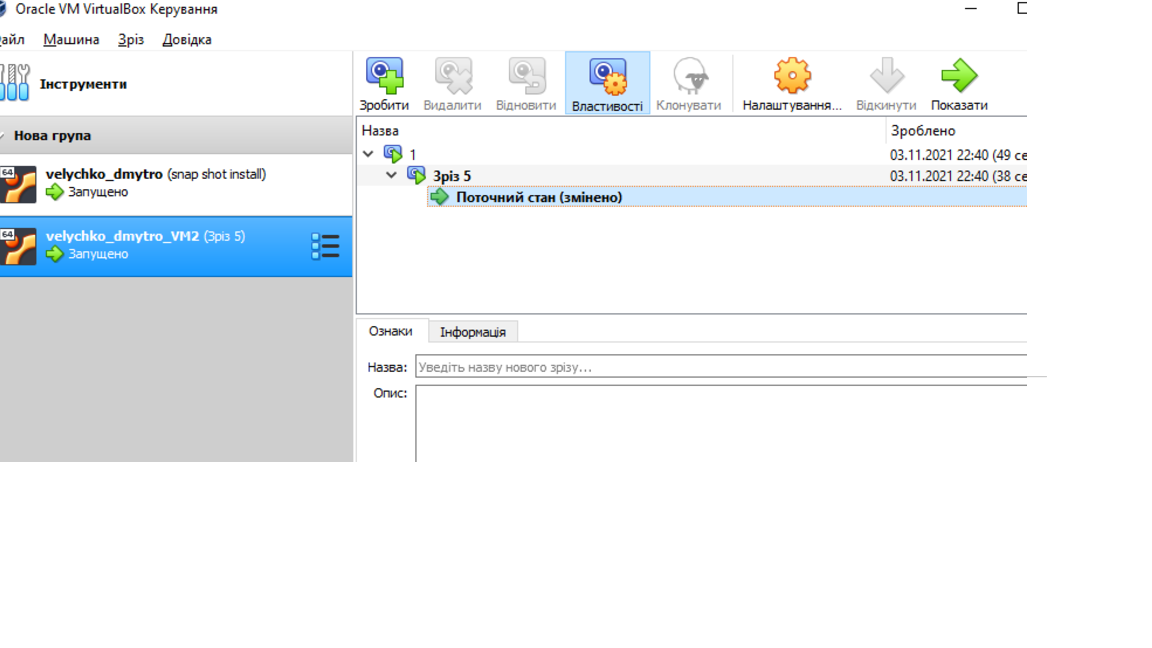 Oracle VM VirtualBox Керування
айл Машина Зріз Довідка
Інструменти
Зробити Видалити Відновити Властивості Клонувати Налаштування... Відкинути Показати
Назва Зроблено
Нова група
1 03.11.2021 22:40 (49 се
Зріз 5 03.11.2021 22:40 (38 се
Поточний стан (змінено)
64 velychko_dmytro (snap shot install)
Запущено
64 velychko_dmytro_VM2 (Зріз 5)
Запущено
Ознаки Інформація
Назва: Уведіть назву нового зрізу...
Опис: